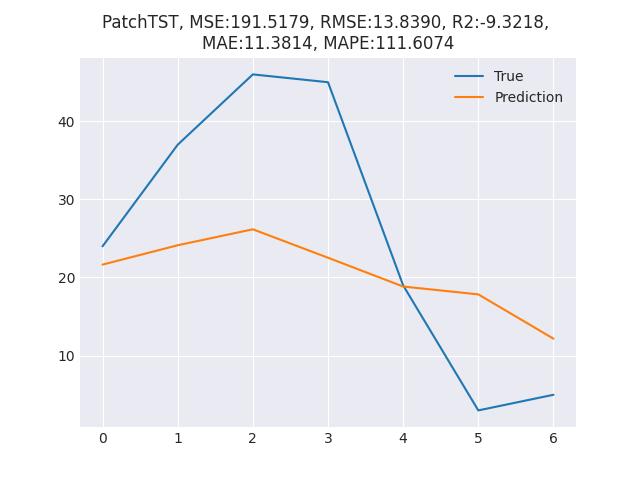 PatchTST, MSE:191.5179, RMSE:13.8390, R2:-9.3218,
MAE:11.3814, MAPE:111.6074
True
Prediction
40
30
20
10
0 1 2 3 4 5 6